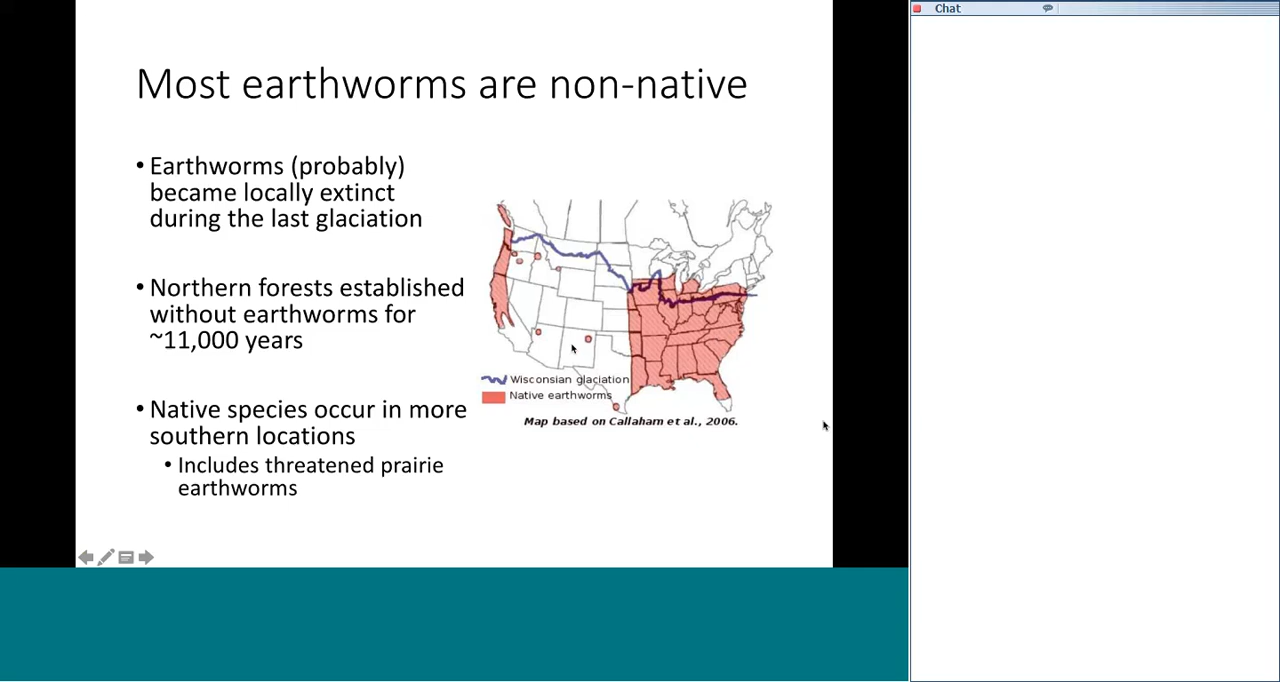 Chat
Most earthworms are non-native
• Earthworms (probably)
became locally extinct
during the last glaciation
• Northern forests established
without earthworms for
~11,000 years
• Native species occur in more
southern locations
• Includes threatened prairie
earthworms
Wisconsian glaciation
Native earthworms
Map based on Callaham et al., 2006.